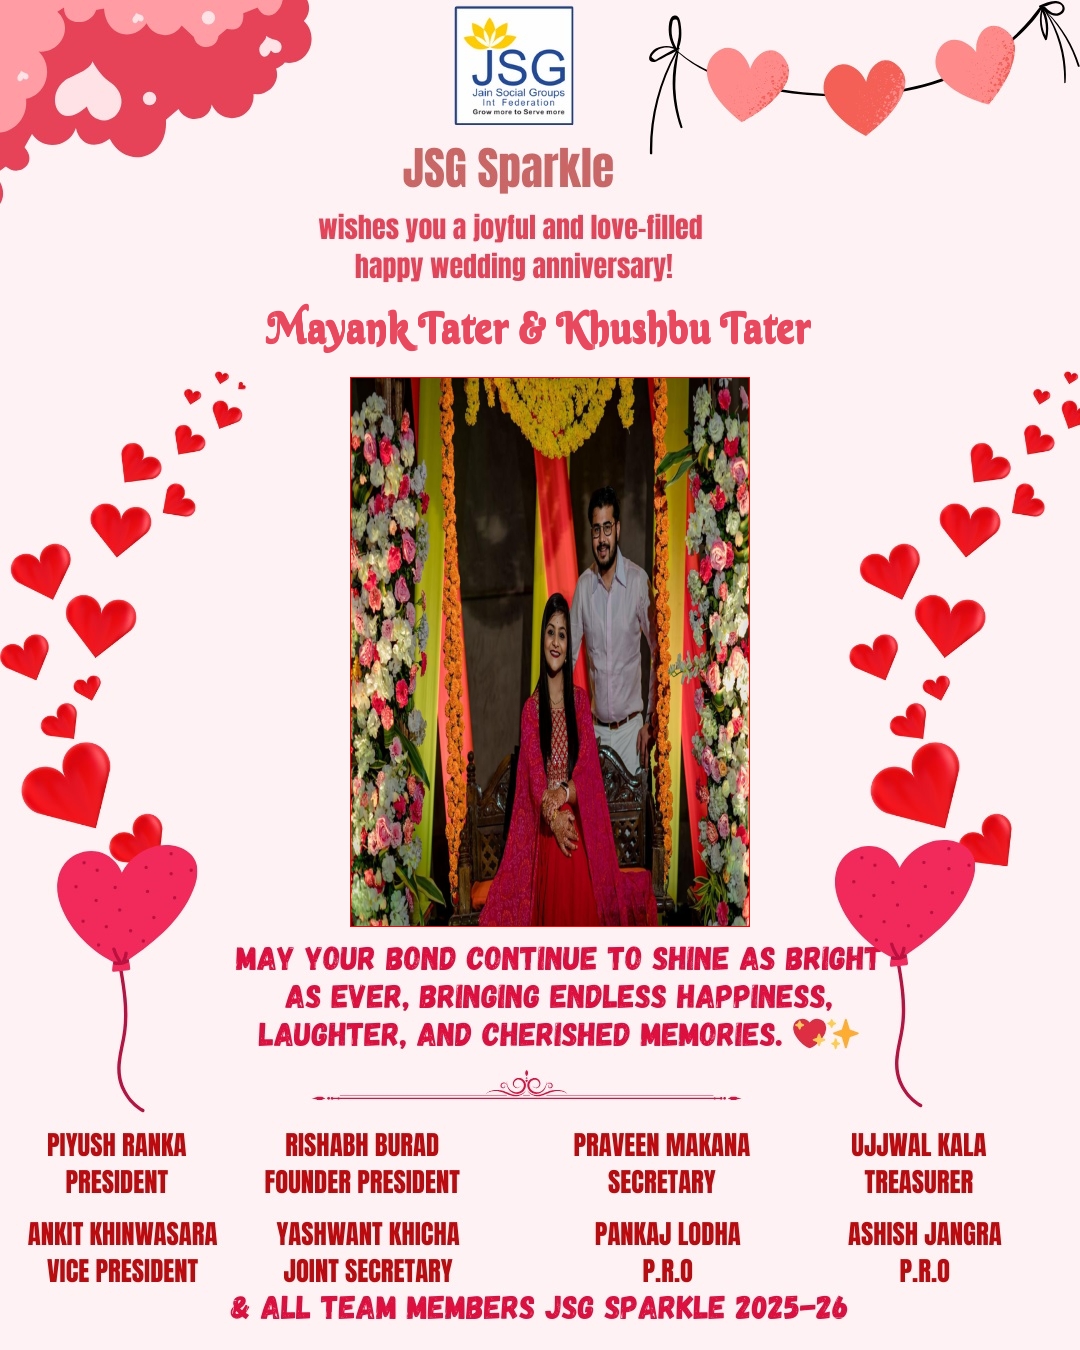 JSG
Jain Social Groups
Int Federation
Grow more to Serve more
JSG Sparkle
wishes you a joyful and love-filled
happy wedding anniversary!
Mayank Tater & Khushbu Tater
MAY YOUR BOND CONTINUE TO SHINE AS BRIGHT
AS EVER, BRINGING ENDLESS HAPPINESS,
LAUGHTER, AND CHERISHED MEMORIES. 💖✨
PIYUSH RANKA
PRESIDENT
RISHABH BURAD
FOUNDER PRESIDENT
PRAVEEN MAKANA
SECRETARY
UJJWAL KALA
TREASURER
ANKIT KHINWASARA
VICE PRESIDENT
YASHWANT KHICHA
JOINT SECRETARY
PANKAJ LODHA
P.R.O
ASHISH JANGRA
P.R.O
& ALL TEAM MEMBERS JSG SPARKLE 2025-26